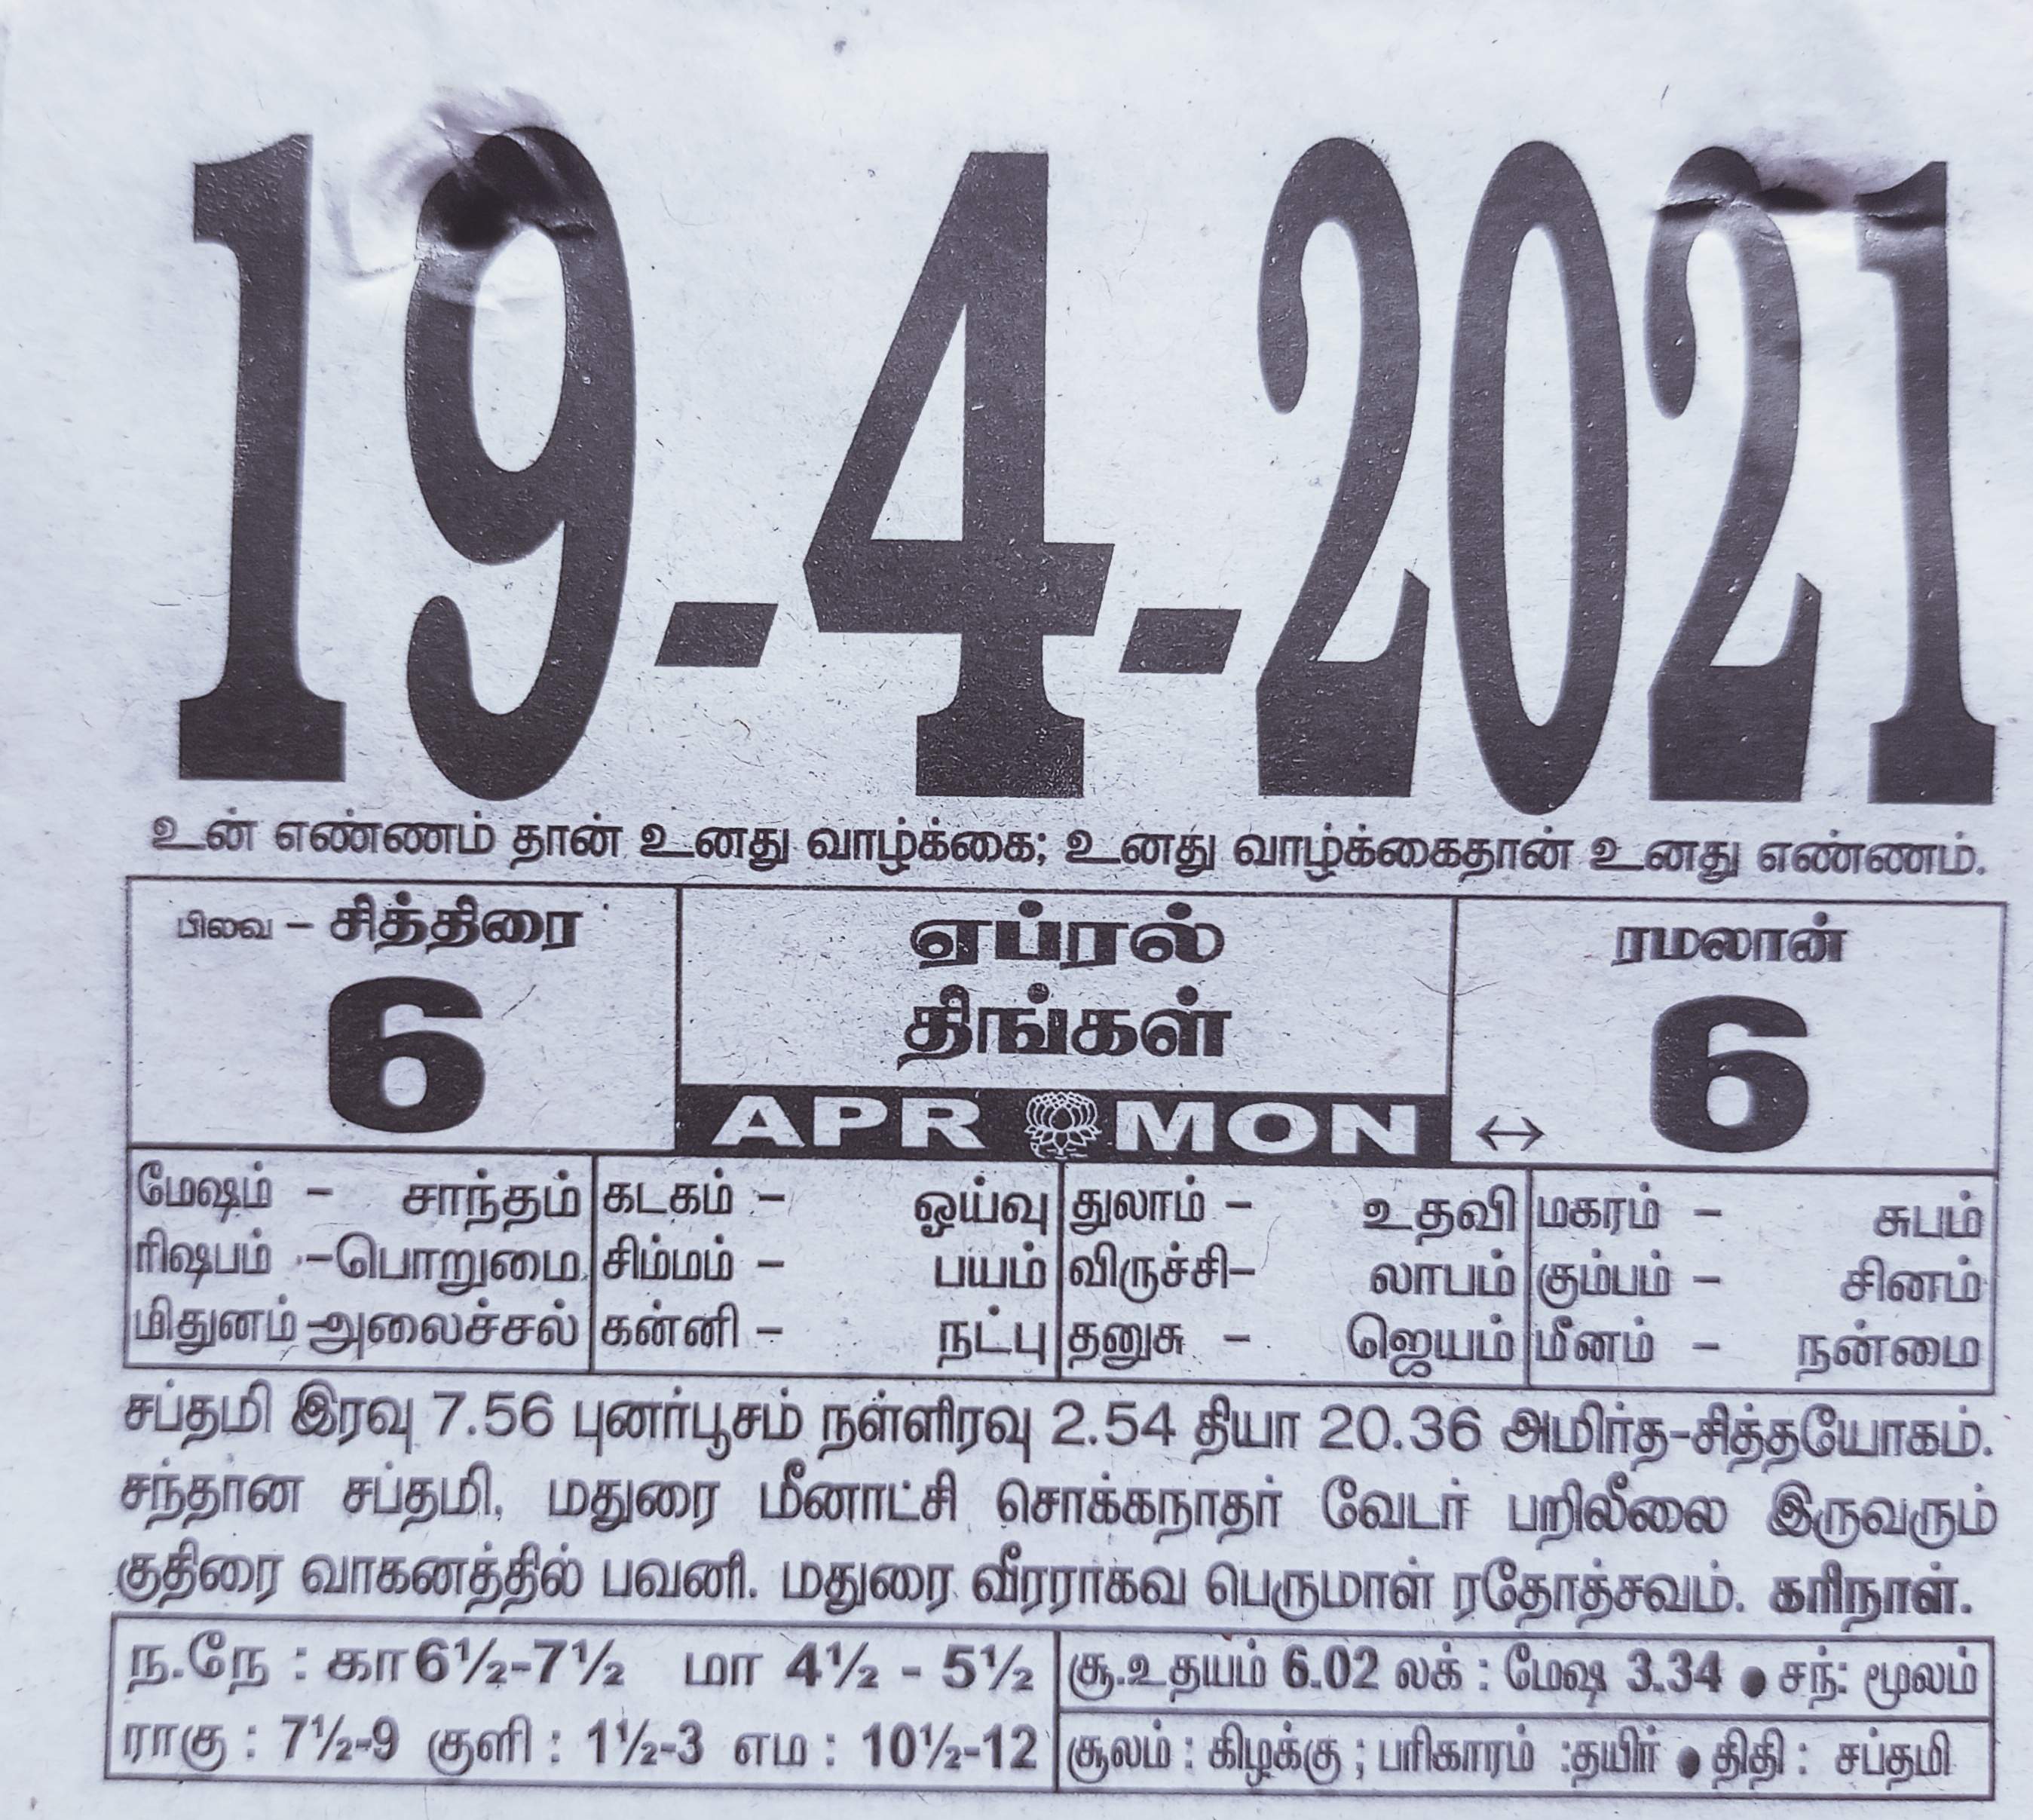 19-4-2021
உன் எண்ணம் தான் உனது வாழ்க்கை; உனது வாழ்க்கைதான் உனது எண்ணம்.
பிலவ - சித்திரை
6
ஏப்ரல்
திங்கள்
APR MON
ரமலான்
↔ 6
மேஷம் - சாந்தம் கடகம் - ஓய்வு துலாம் - உதவி மகரம் - சுபம்
ரிஷபம் - பொறுமை சிம்மம் - பயம் விருச்சி- லாபம் கும்பம் - சினம்
மிதுனம் -அலைச்சல் கன்னி - நட்பு தனுசு - ஜெயம் மீனம் - நன்மை
சப்தமி இரவு 7.56 புனர்பூசம் நள்ளிரவு 2.54 தியா 20.36 அமிர்த-சித்தயோகம்.
சந்தான சப்தமி, மதுரை மீனாட்சி சொக்கநாதர் வேடர் பறிலீலை இருவரும்
குதிரை வாகனத்தில் பவனி. மதுரை வீரராகவ பெருமாள் ரதோத்சவம். கரிநாள்.
ந.நே : கா 6½-7½ மா 4½ - 5½
ராகு : 7½-9 குளி : 1½-3 எம : 10½-12
சூ.உதயம் 6.02 லக் : மேஷ 3.34 ● சந்: மூலம்
சூலம் : கிழக்கு ; பரிகாரம் :தயிர் ● திதி : சப்தமி